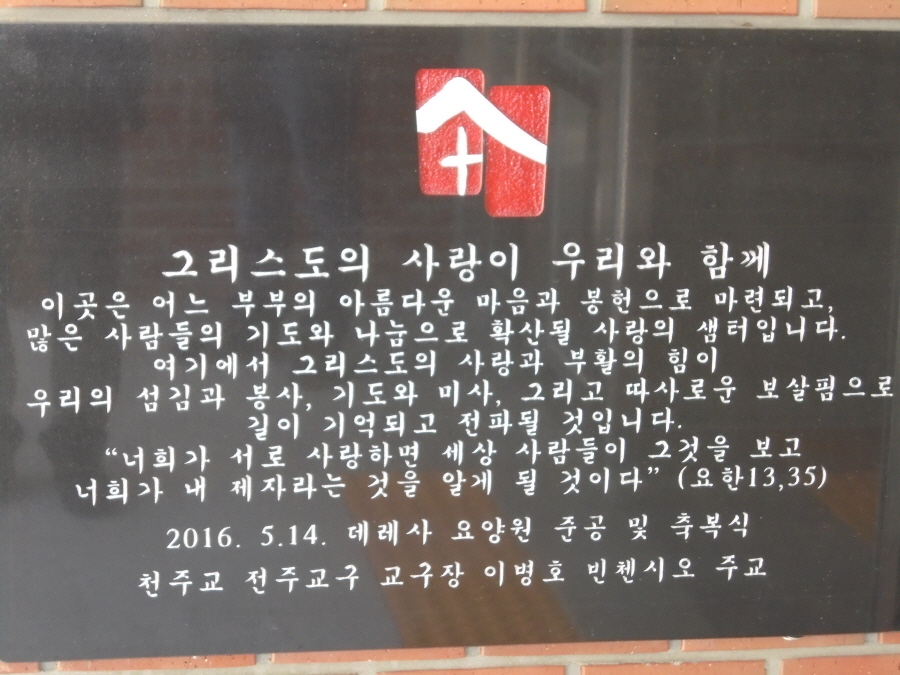 그리스도의 사랑이 우리와 함께
이곳은 어느 부부의 아름다운 마음과 봉헌으로 마련되고,
많은 사람들의 기도와 나눔으로 확산될 사랑의 샘터입니다.
여기에서 그리스도의 사랑과 부활의 힘이
우리의 섬김과 봉사, 기도와 미사, 그리고 따사로운 보살핌으로
길이 기억되고 전파될 것입니다.
“너희가 서로 사랑하면 세상 사람들이 그것을 보고
너희가 내 제자라는 것을 알게 될 것이다” (요한13,35)
2016. 5.14. 데레사 요양원 준공 및 축복식
천주교 전주교구 교구장 이병호 빈첸시오 주교